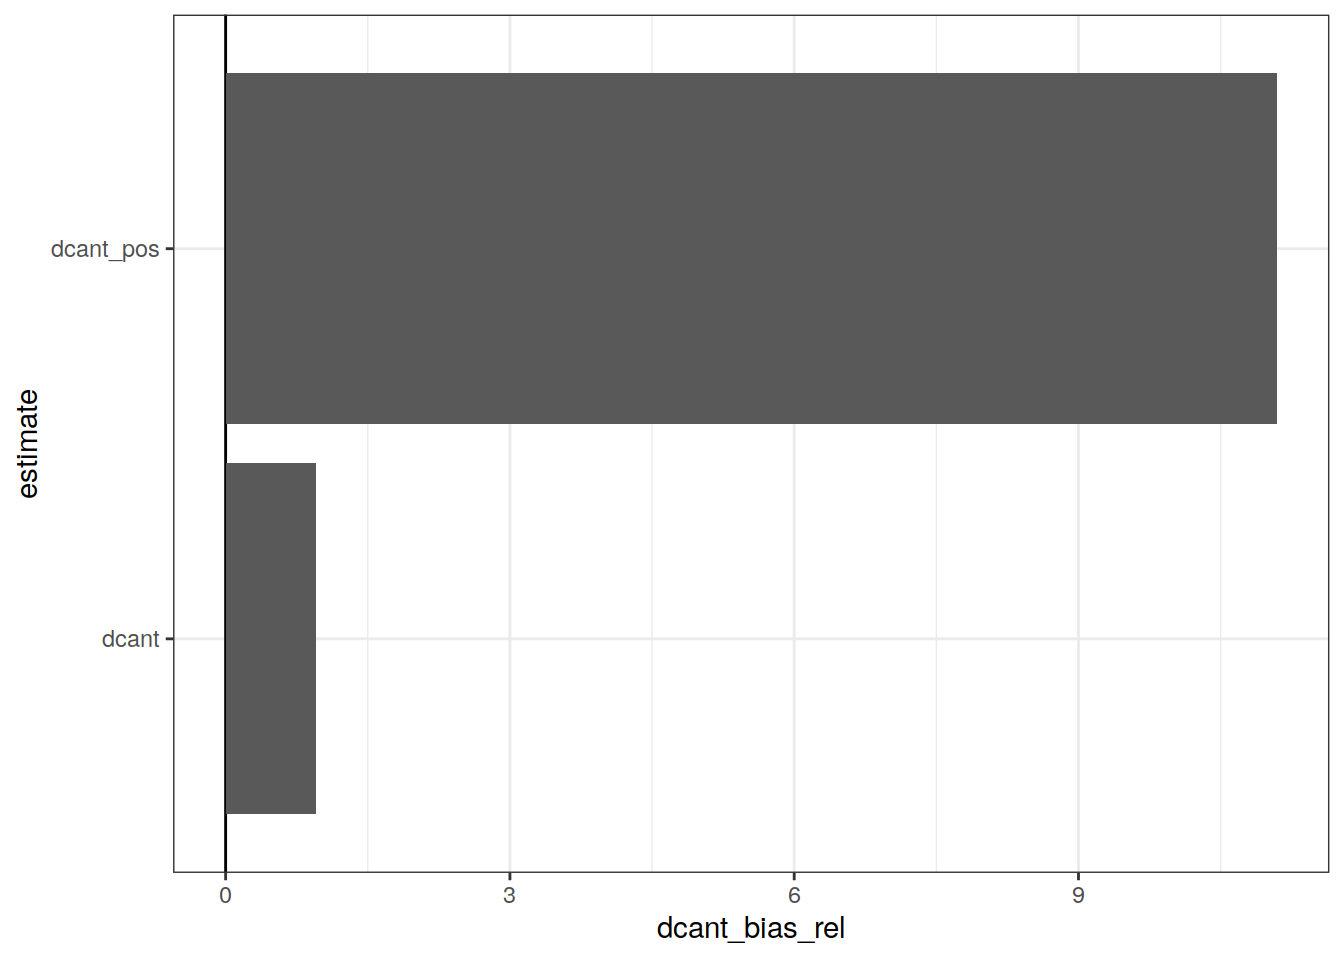 dcant_pos
dcant
estimate
0 3 6 9
dcant_bias_rel